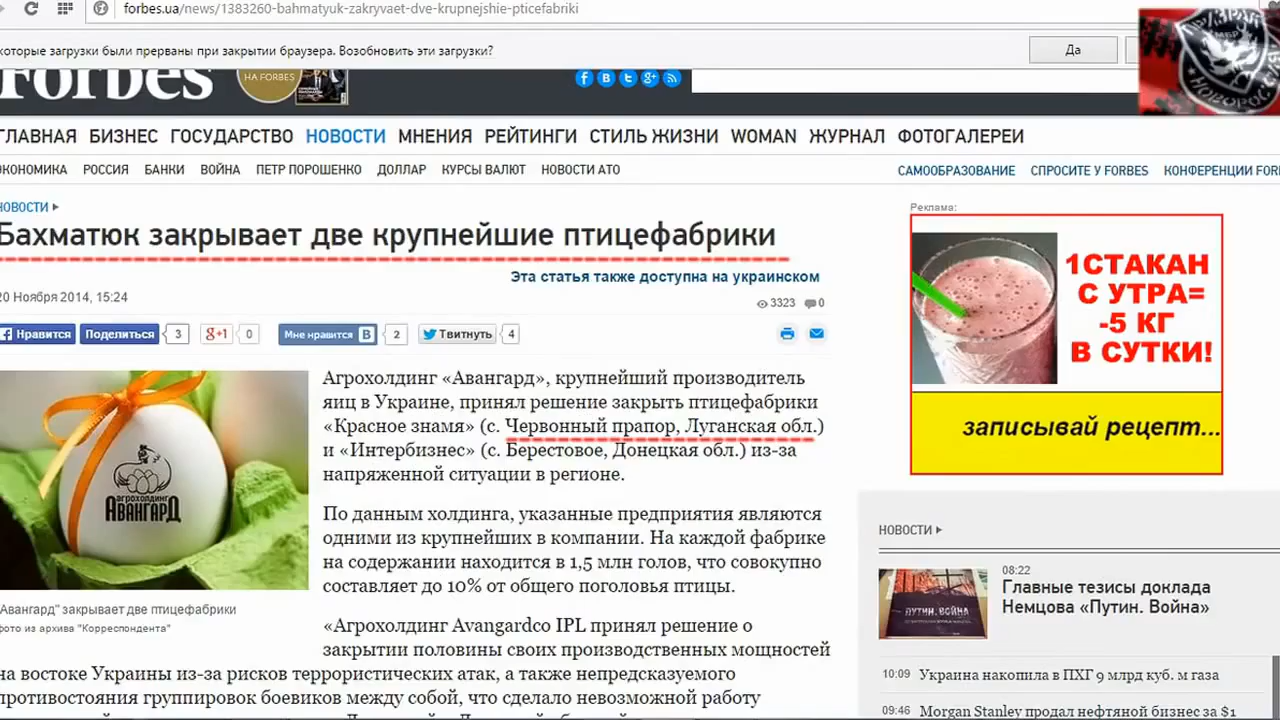 forbes.ua/news/1383260-bahmatyuk-zakryvaet-dve-krupnejshie-pticefabriki
которые загрузки были прерваны при закрытии браузера. Возобновить эти загрузки?
Да
Forbes
НА FORBES
МБР
ГЛАВНАЯ БИЗНЕС ГОСУДАРСТВО НОВОСТИ МНЕНИЯ РЕЙТИНГИ СТИЛЬ ЖИЗНИ WOMAN ЖУРНАЛ ФОТОГАЛЕРЕИ
ЭКОНОМИКА РОССИЯ БАНКИ ВОЙНА ПЕТР ПОРОШЕНКО ДОЛЛАР КУРСЫ ВАЛЮТ НОВОСТИ АТО
САМООБРАЗОВАНИЕ СПРОСИТЕ У FORBES КОНФЕРЕНЦИИ FOR
НОВОСТИ
Бахматюк закрывает две крупнейшие птицефабрики
Эта статья также доступна на украинском
20 Ноября 2014, 15:24
3323 0
Нравится Поделиться 3 g+1 0 Мне нравится B 2 Твитнуть 4
Агрохолдинг «Авангард», крупнейший производитель
яиц в Украине, принял решение закрыть птицефабрики
«Красное знамя» (с. Червонный прапор, Луганская обл.)
и «Интербизнес» (с. Берестовое, Донецкая обл.) из-за
напряженной ситуации в регионе.
По данным холдинга, указанные предприятия являются
одними из крупнейших в компании. На каждой фабрике
на содержании находится в 1,5 млн голов, что совокупно
составляет до 10% от общего поголовья птицы.
агрохолдинг
АВАНГАРД
Авангард" закрывает две птицефабрики
фото из архива "Корреспондента"
«Агрохолдинг Avangardco IPL принял решение о
закрытии половины своих производственных мощностей
на востоке Украины из-за рисков террористических атак, а также непредсказуемого
противостояния группировок боевиков между собой, что сделало невозможной работу
Реклама:
1СТАКАН
С УТРА=
-5 КГ
В СУТКИ!
записывай рецепт...
НОВОСТИ
08:22
Главные тезисы доклада
Немцова «Путин. Война»
ПУТИН. ВОЙНА
10:09 Украина накопила в ПХГ 9 млрд куб. м газа
09:46 Morgan Stanley продал нефтяной бизнес за $1